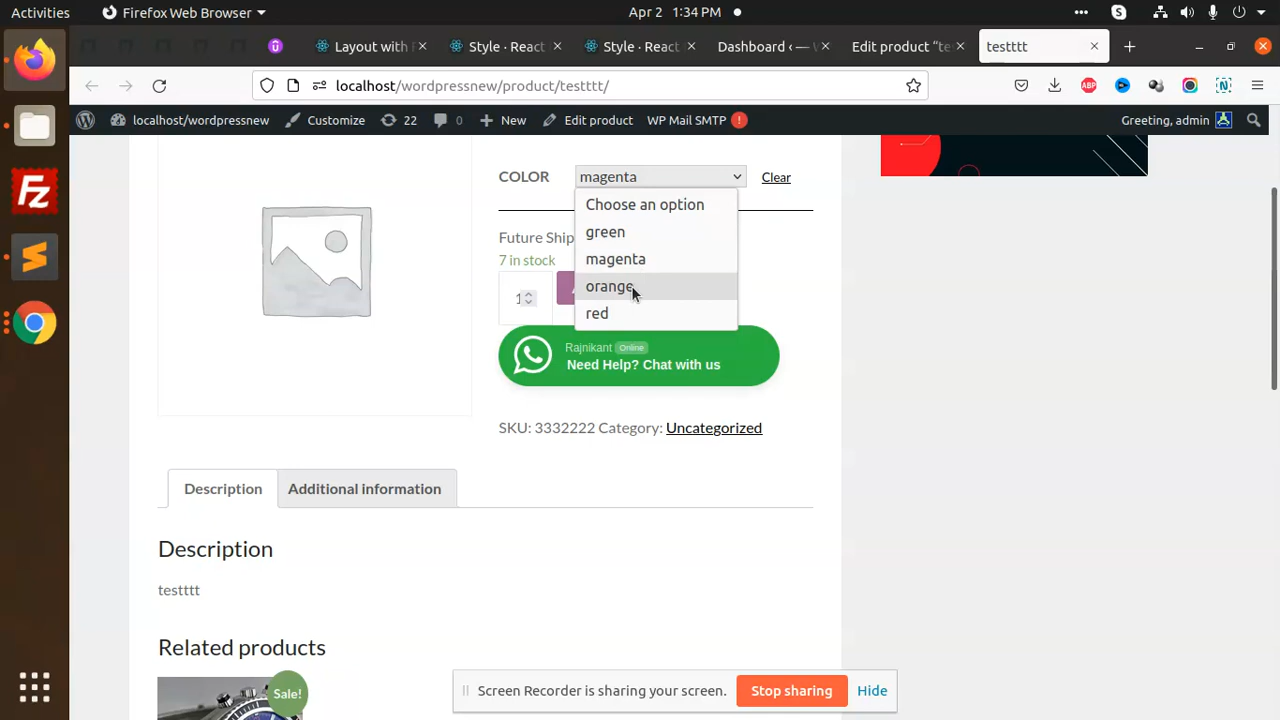 Activities
Firefox Web Browser
Apr 2 1:34 PM
Layout with F
Style · React
Style · React
Dashboard ‹ — W
Edit product “te
testttt
localhost/wordpressnew/product/testttt/
ABP
N
localhost/wordpressnew
Customize
22
0
New
Edit product
WP Mail SMTP
!
Greeting, admin
COLOR
magenta
Clear
Choose an option
green
magenta
orange
red
Future Ship
7 in stock
1
Rajnikant Online
Need Help? Chat with us
SKU: 3332222 Category: Uncategorized
Description
Additional information
Description
testttt
Related products
Sale!
Screen Recorder is sharing your screen.
Stop sharing
Hide